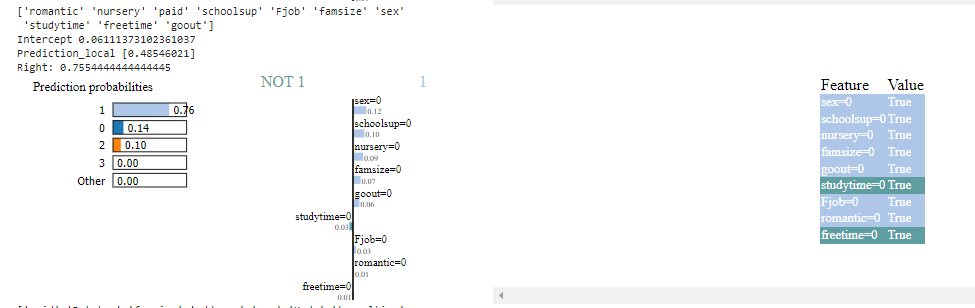 ['romantic' 'nursery' 'paid' 'schoolsup' 'Fjob' 'famsize' 'sex'
'studytime' 'freetime' 'goout']
Intercept 0.06111373102361037
Prediction_local [0.48546021]
Right: 0.7554444444444445
Prediction probabilities
1 0.76
0 0.14
2 0.10
3 0.00
Other 0.00
NOT 1 1
sex=0
0.12
schoolsup=0
0.10
nursery=0
0.09
famsize=0
0.07
goout=0
0.06
studytime=0
0.03
Fjob=0
0.03
romantic=0
0.01
freetime=0
0.01
Feature Value
sex=0 True
schoolsup=0 True
nursery=0 True
famsize=0 True
goout=0 True
studytime=0 True
Fjob=0 True
romantic=0 True
freetime=0 True